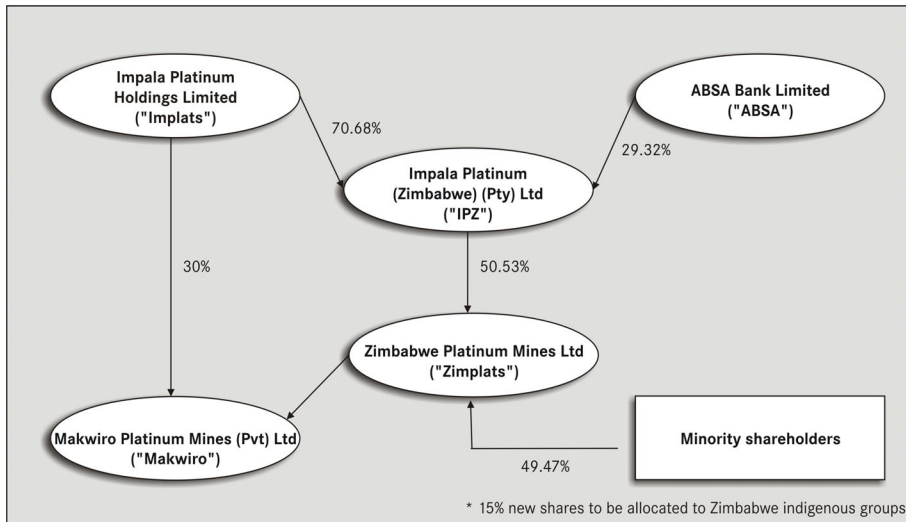 Impala Platinum
Holdings Limited
("Implats")
ABSA Bank Limited
("ABSA")
70.68%
29.32%
Impala Platinum
(Zimbabwe) (Pty) Ltd
("IPZ")
30%
50.53%
Zimbabwe Platinum Mines Ltd
("Zimplats")
Makwiro Platinum Mines (Pvt) Ltd
("Makwiro")
Minority shareholders
49.47%
* 15% new shares to be allocated to Zimbabwe indigenous groups